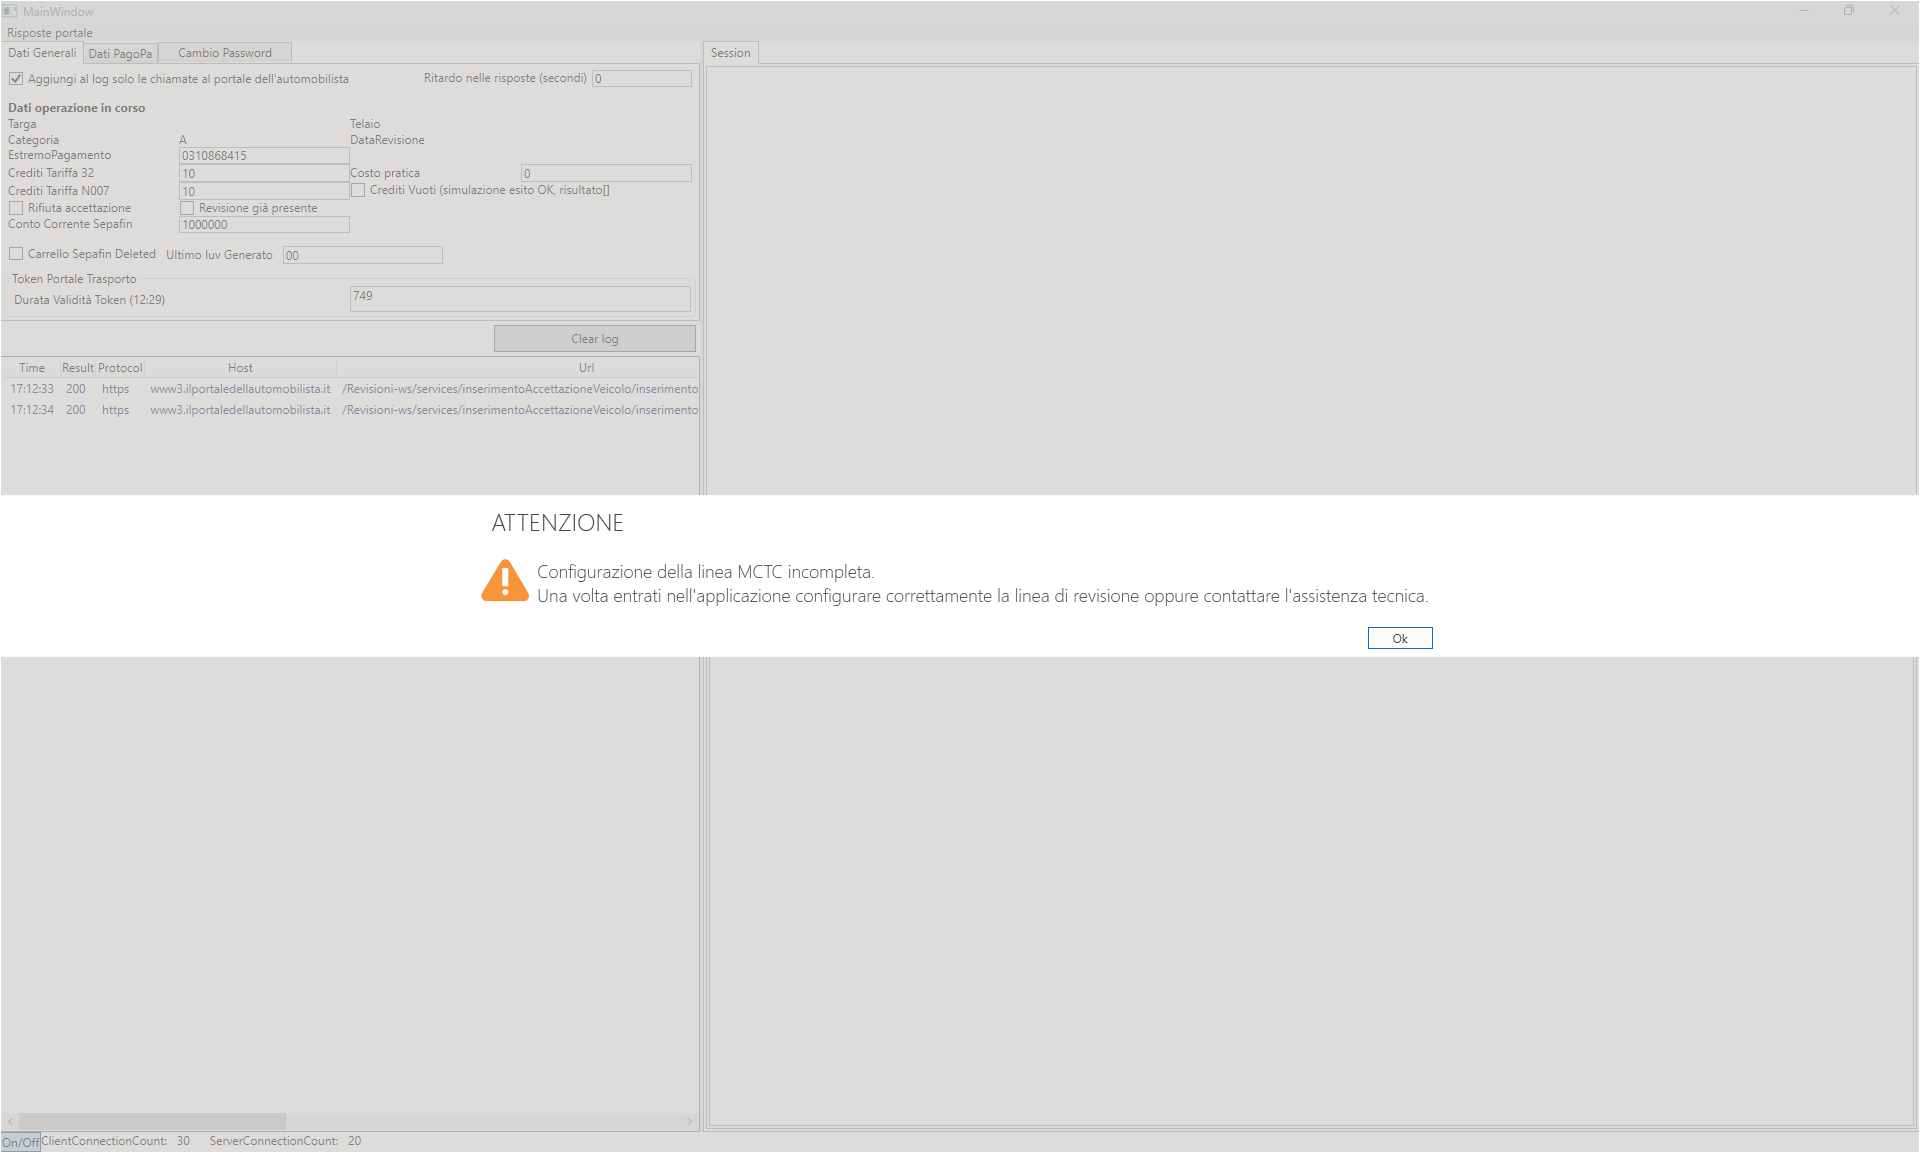 MainWindow
Risposte portale
Dati Generali
Dati PagoPa
Cambio Password
Session
Aggiungi al log solo le chiamate al portale dell'automobilista
Ritardo nelle risposte (secondi) 0
Dati operazione in corso
Targa
Telaio
Categoria A
DataRevisione
EstremoPagamento 0310868415
Crediti Tariffa 32 10
Costo pratica 0
Crediti Tariffa N007 10
Crediti Vuoti (simulazione esito OK, risultato[]
Rifiuta accettazione
Revisione già presente
Conto Corrente Sepafin 1000000
Carrello Sepafin Deleted
Ultimo Iuv Generato 00
Token Portale Trasporto
Durata Validità Token (12:29) 749
Clear log
Time Result Protocol Host Url
17:12:33 200 https www3.ilportaledellautomobilista.it /Revisioni-ws/services/inserimentoAccettazioneVeicolo/inserimento
17:12:34 200 https www3.ilportaledellautomobilista.it /Revisioni-ws/services/inserimentoAccettazioneVeicolo/inserimento
ATTENZIONE
Configurazione della linea MCTC incompleta.
Una volta entrati nell'applicazione configurare correttamente la linea di revisione oppure contattare l'assistenza tecnica.
Ok
On/Off ClientConnectionCount: 30 ServerConnectionCount: 20